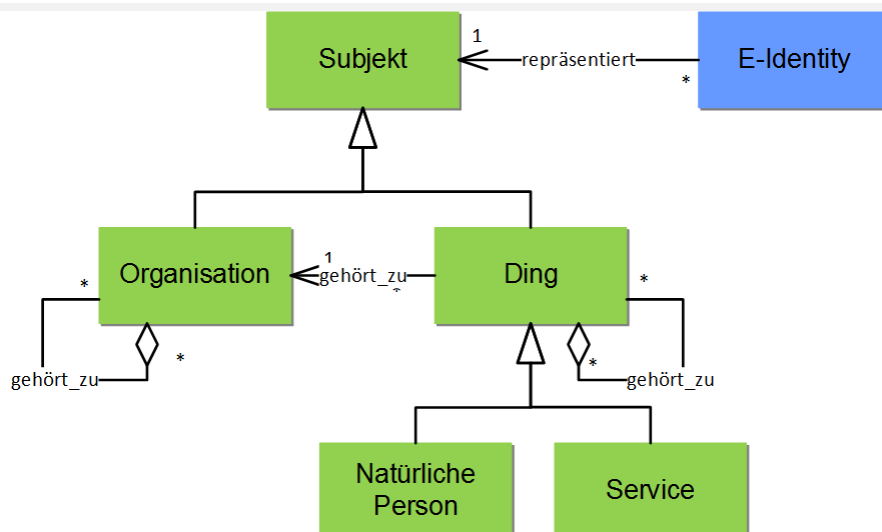 1
Subjekt
repräsentiert
E-Identity
*
Organisation
1
gehört_zu
*
Ding
*
*
*
gehört_zu
*
gehört_zu
Natürliche
Person
Service